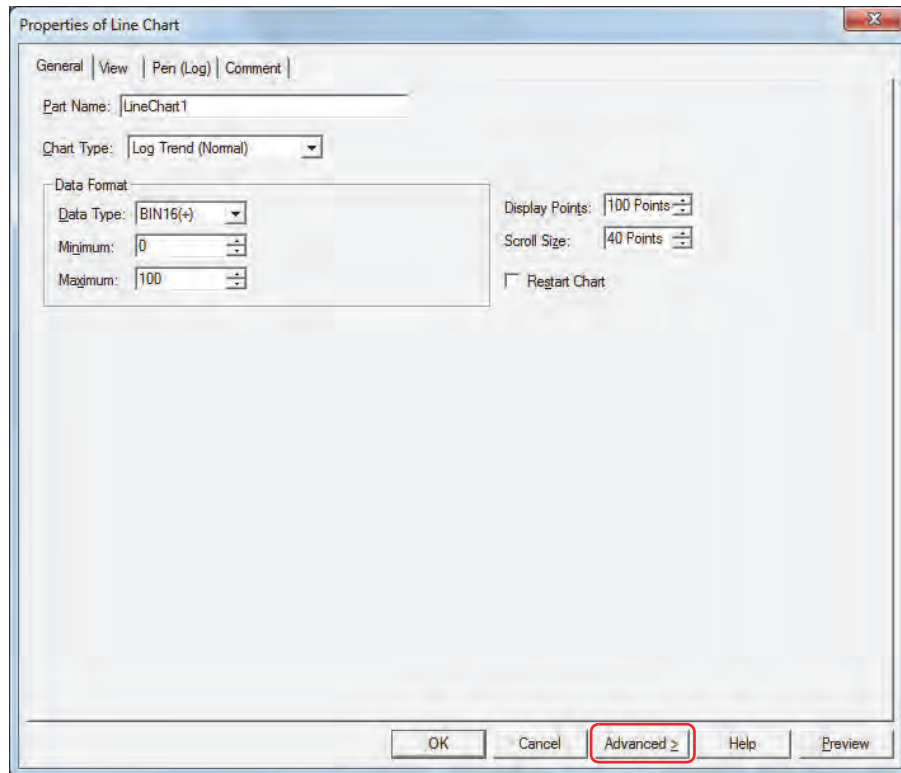 Properties of Line Chart
General View Pen (Log) Comment
Part Name: LineChart1
Chart Type: Log Trend (Normal)
Data Format
Data Type: BIN16(+)
Minimum: 0
Maximum: 100
Display Points: 100 Points
Scroll Size: 40 Points
Restart Chart
OK Cancel Advanced > Help Preview